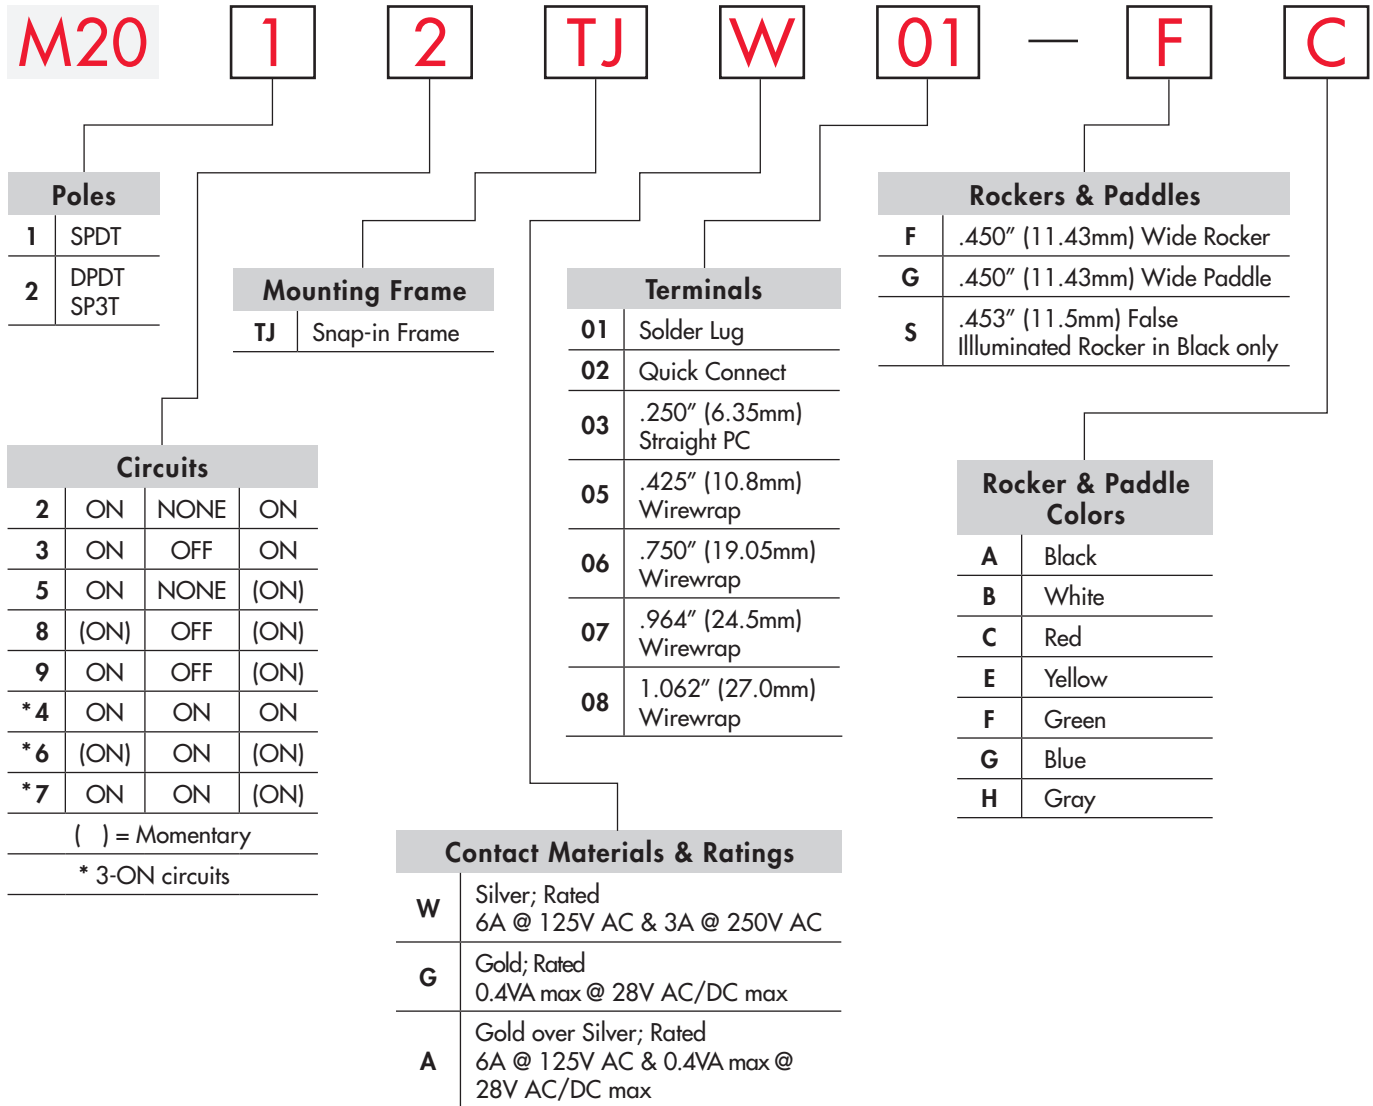 M20 1 2 TJ W 01 — F C
Poles
1 SPDT
2 DPDT
SP3T
Mounting Frame
TJ Snap-in Frame
Circuits
2 ON NONE ON
3 ON OFF ON
5 ON NONE (ON)
8 (ON) OFF (ON)
9 ON OFF (ON)
*4 ON ON ON
*6 (ON) ON (ON)
*7 ON ON (ON)
( ) = Momentary
* 3-ON circuits
Terminals
01 Solder Lug
02 Quick Connect
03 .250” (6.35mm)
Straight PC
05 .425” (10.8mm)
Wirewrap
06 .750” (19.05mm)
Wirewrap
07 .964” (24.5mm)
Wirewrap
08 1.062” (27.0mm)
Wirewrap
Contact Materials & Ratings
W Silver; Rated
6A @ 125V AC & 3A @ 250V AC
G Gold; Rated
0.4VA max @ 28V AC/DC max
A Gold over Silver; Rated
6A @ 125V AC & 0.4VA max @
28V AC/DC max
Rockers & Paddles
F .450” (11.43mm) Wide Rocker
G .450” (11.43mm) Wide Paddle
S .453” (11.5mm) False
Illluminated Rocker in Black only
Rocker & Paddle
Colors
A Black
B White
C Red
E Yellow
F Green
G Blue
H Gray